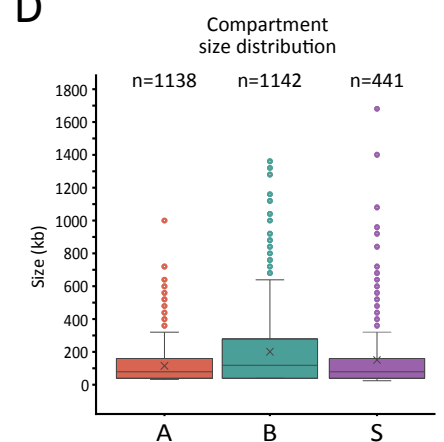 D
Compartment
size distribution
n=1138 n=1142 n=441
Size (kb)
1800
1600
1400
1200
1000
800
600
400
200
0
A B S